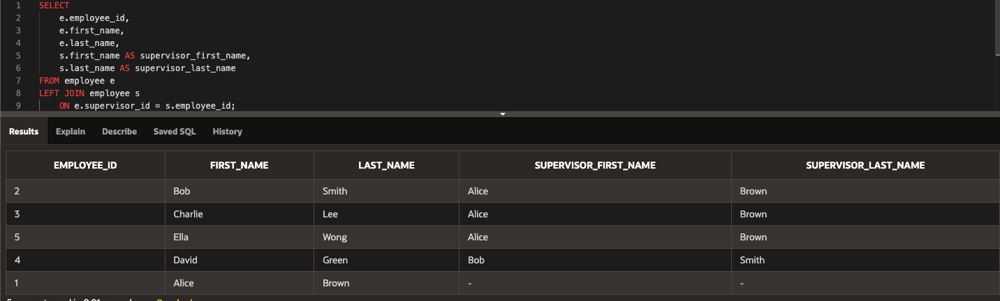 1 SELECT
2 e.employee_id,
3 e.first_name,
4 e.last_name,
5 s.first_name AS supervisor_first_name,
6 s.last_name AS supervisor_last_name
7 FROM employee e
8 LEFT JOIN employee s
9 ON e.supervisor_id = s.employee_id;
Results Explain Describe Saved SQL History
EMPLOYEE_ID FIRST_NAME LAST_NAME SUPERVISOR_FIRST_NAME SUPERVISOR_LAST_NAME
2 Bob Smith Alice Brown
3 Charlie Lee Alice Brown
5 Ella Wong Alice Brown
4 David Green Bob Smith
1 Alice Brown - -